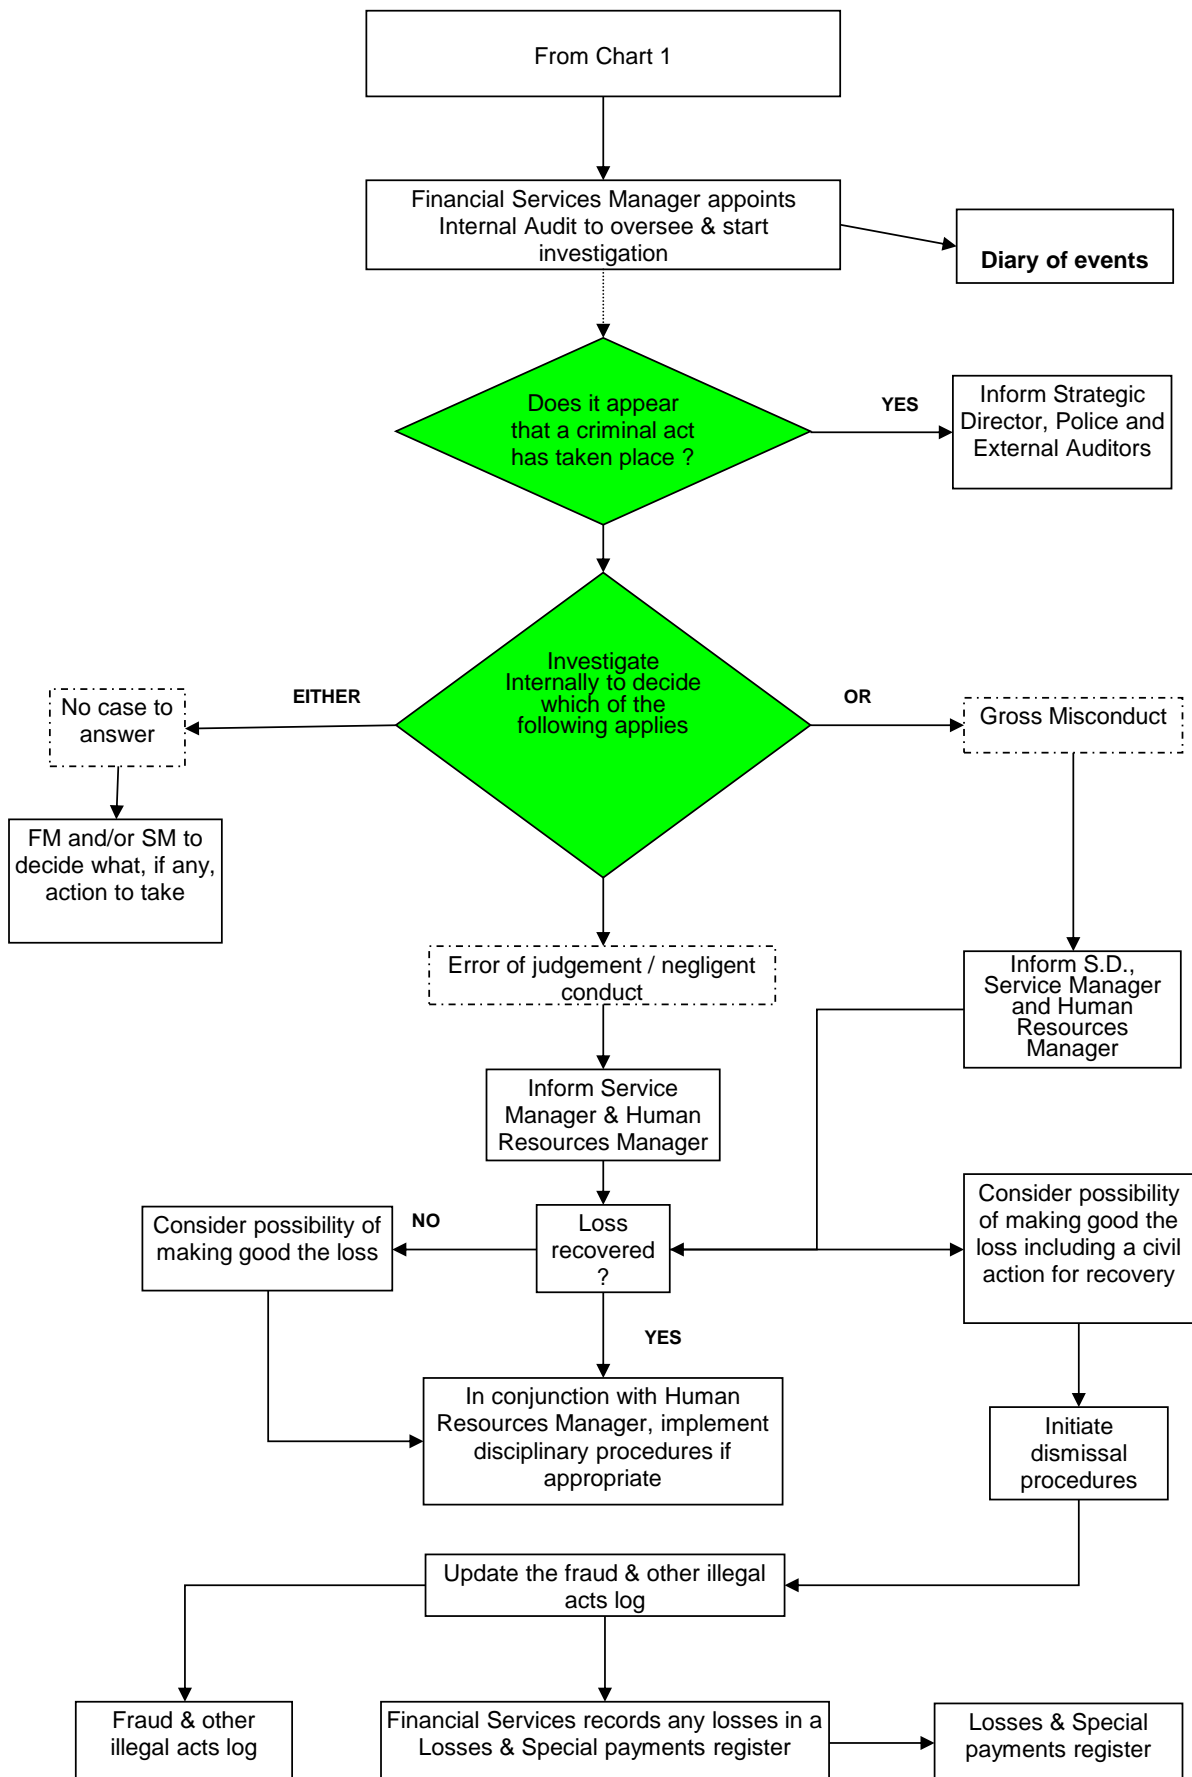 From Chart 1
Financial Services Manager appoints
Internal Audit to oversee & start
investigation
Diary of events
Does it appear
that a criminal act
has taken place ?
YES
Inform Strategic
Director, Police and
External Auditors
Investigate
Internally to decide
which of the
following applies
EITHER
No case to
answer
OR
Gross Misconduct
FM and/or SM to
decide what, if any,
action to take
Error of judgement / negligent
conduct
Inform S.D.,
Service Manager
and Human
Resources
Manager
Inform Service
Manager & Human
Resources Manager
Consider possibility of
making good the loss
NO
Loss
recovered
?
Consider possibility
of making good the
loss including a civil
action for recovery
YES
In conjunction with Human
Resources Manager, implement
disciplinary procedures if
appropriate
Initiate
dismissal
procedures
Update the fraud & other illegal
acts log
Fraud & other
illegal acts log
Financial Services records any losses in a
Losses & Special payments register
Losses & Special
payments register